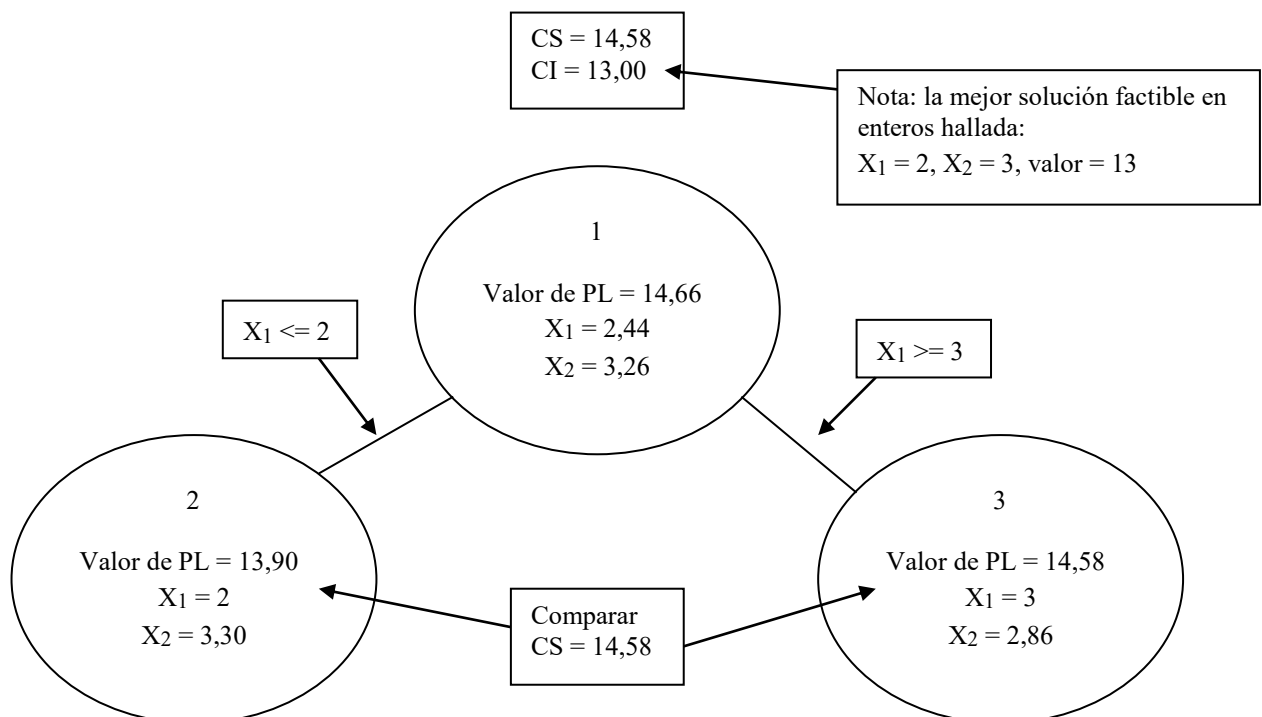 CS = 14,58
CI = 13,00
Nota: la mejor solución factible en
enteros hallada:
X1 = 2, X2 = 3, valor = 13
1
Valor de PL = 14,66
X1 = 2,44
X2 = 3,26
X1 <= 2
X1 >= 3
2
Valor de PL = 13,90
X1 = 2
X2 = 3,30
Comparar
CS = 14,58
3
Valor de PL = 14,58
X1 = 3
X2 = 2,86